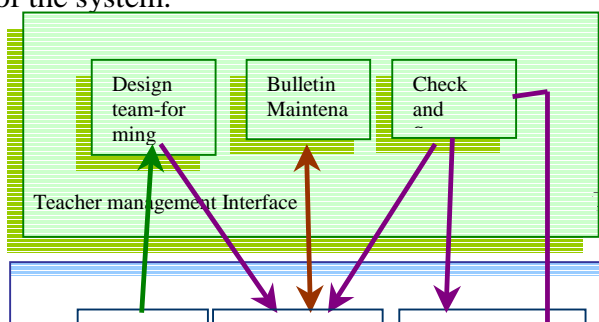 of the system.
Design
team-for
ming
Bulletin
Maintena
Check
and
Teacher management Interface